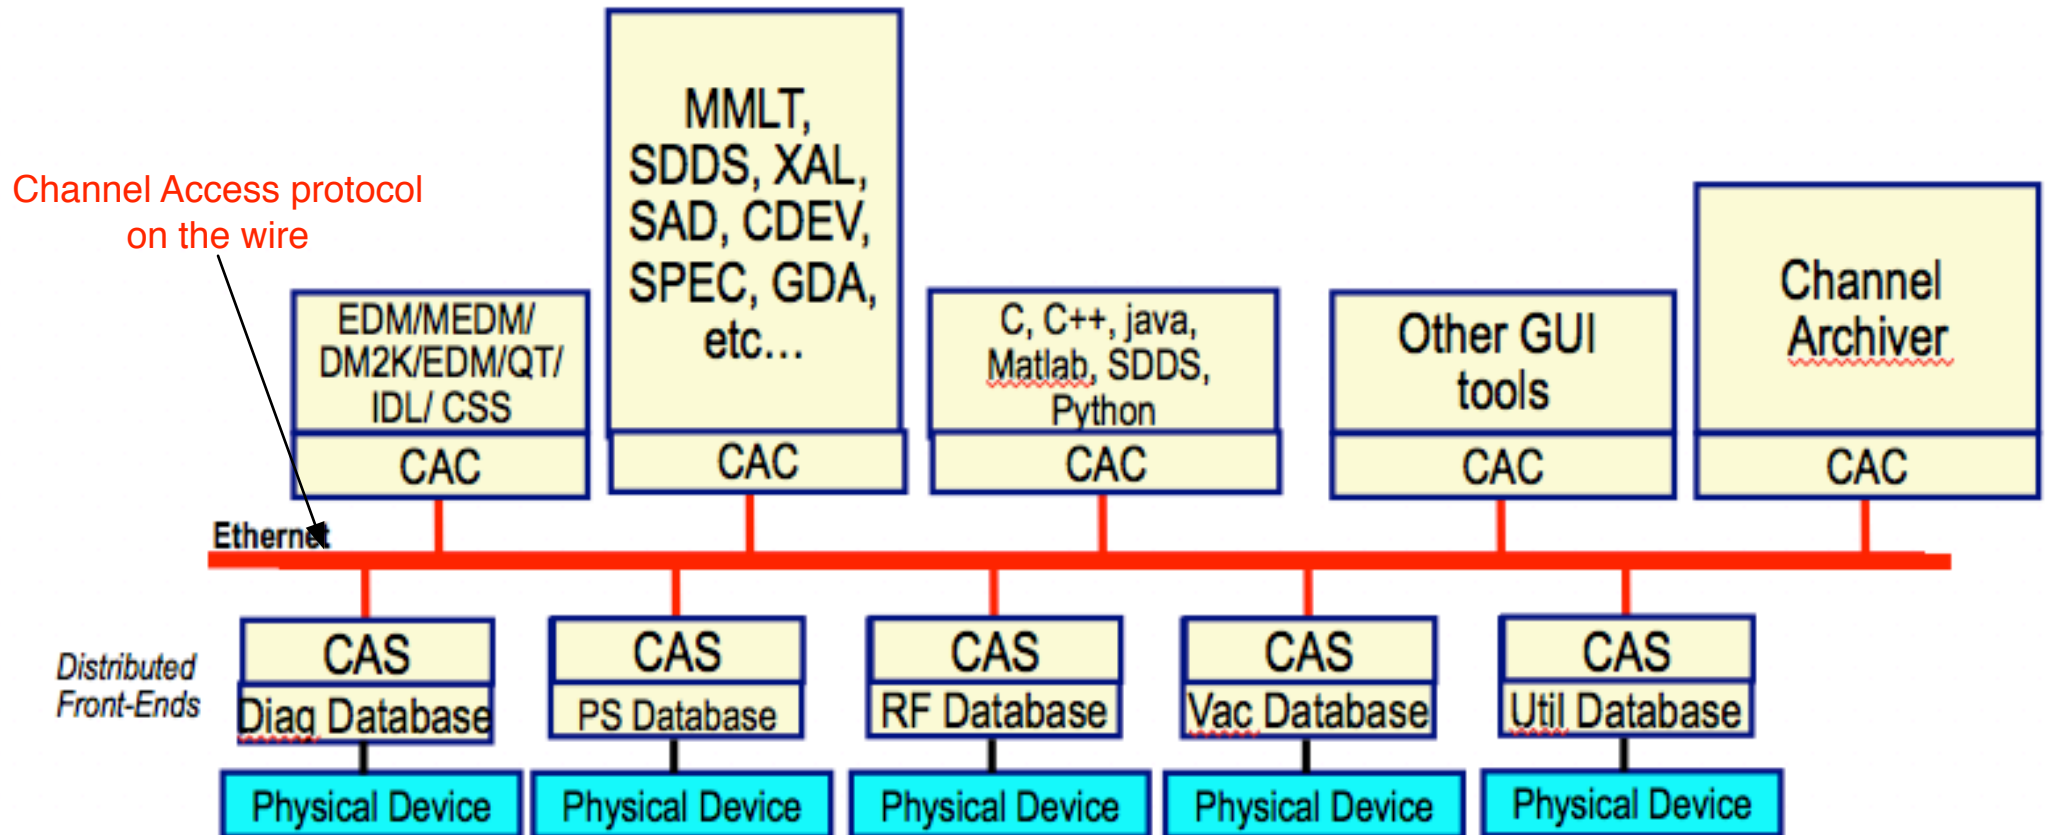 MMLT,
SDDS, XAL,
SAD, CDEV,
SPEC, GDA,
etc...
Channel Access protocol
on the wire
EDM/MEDM/
DM2K/EDM/QT/
IDL/ CSS
C, C++, java,
Matlab, SDDS,
Python
Other GUI
tools
Channel
Archiver
CAC
CAC
CAC
CAC
CAC
Ethernet
Distributed
Front-Ends
CAS
CAS
CAS
CAS
CAS
Diag Database
PS Database
RF Database
Vac Database
Util Database
Physical Device
Physical Device
Physical Device
Physical Device
Physical Device